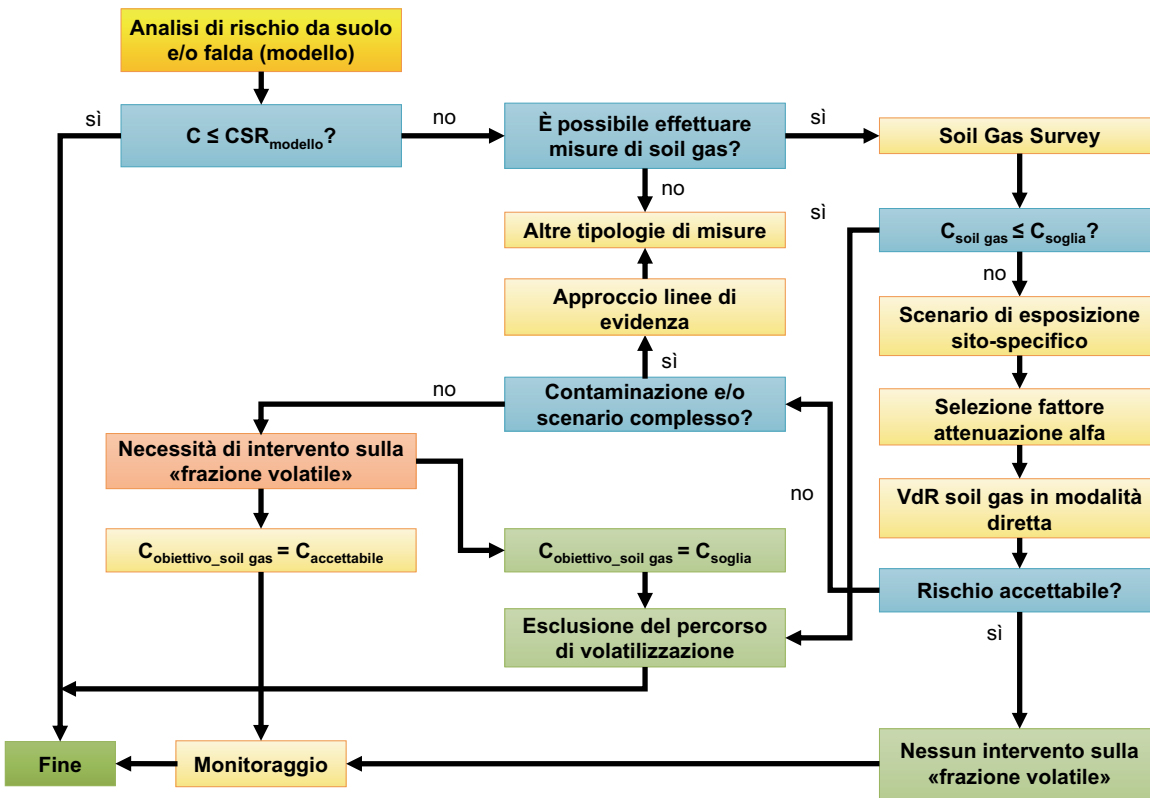 Analisi di rischio da suolo
e/o falda (modello)
sì
C ≤ CSRmodello?
no
È possibile effettuare
misure di soil gas?
sì
Soil Gas Survey
no
Altre tipologie di misure
sì
Csoil gas ≤ Csoglia?
no
Approccio linee di
evidenza
Scenario di esposizione
sito-specifico
sì
no
Contaminazione e/o
scenario complesso?
Selezione fattore
attenuazione alfa
Necessità di intervento sulla
«frazione volatile»
no
VdR soil gas in modalità
diretta
Cobiettivo_soil gas = Caccettabile
Cobiettivo_soil gas = Csoglia
Rischio accettabile?
Esclusione del percorso
di volatilizzazione
sì
Fine
Monitoraggio
Nessun intervento sulla
«frazione volatile»